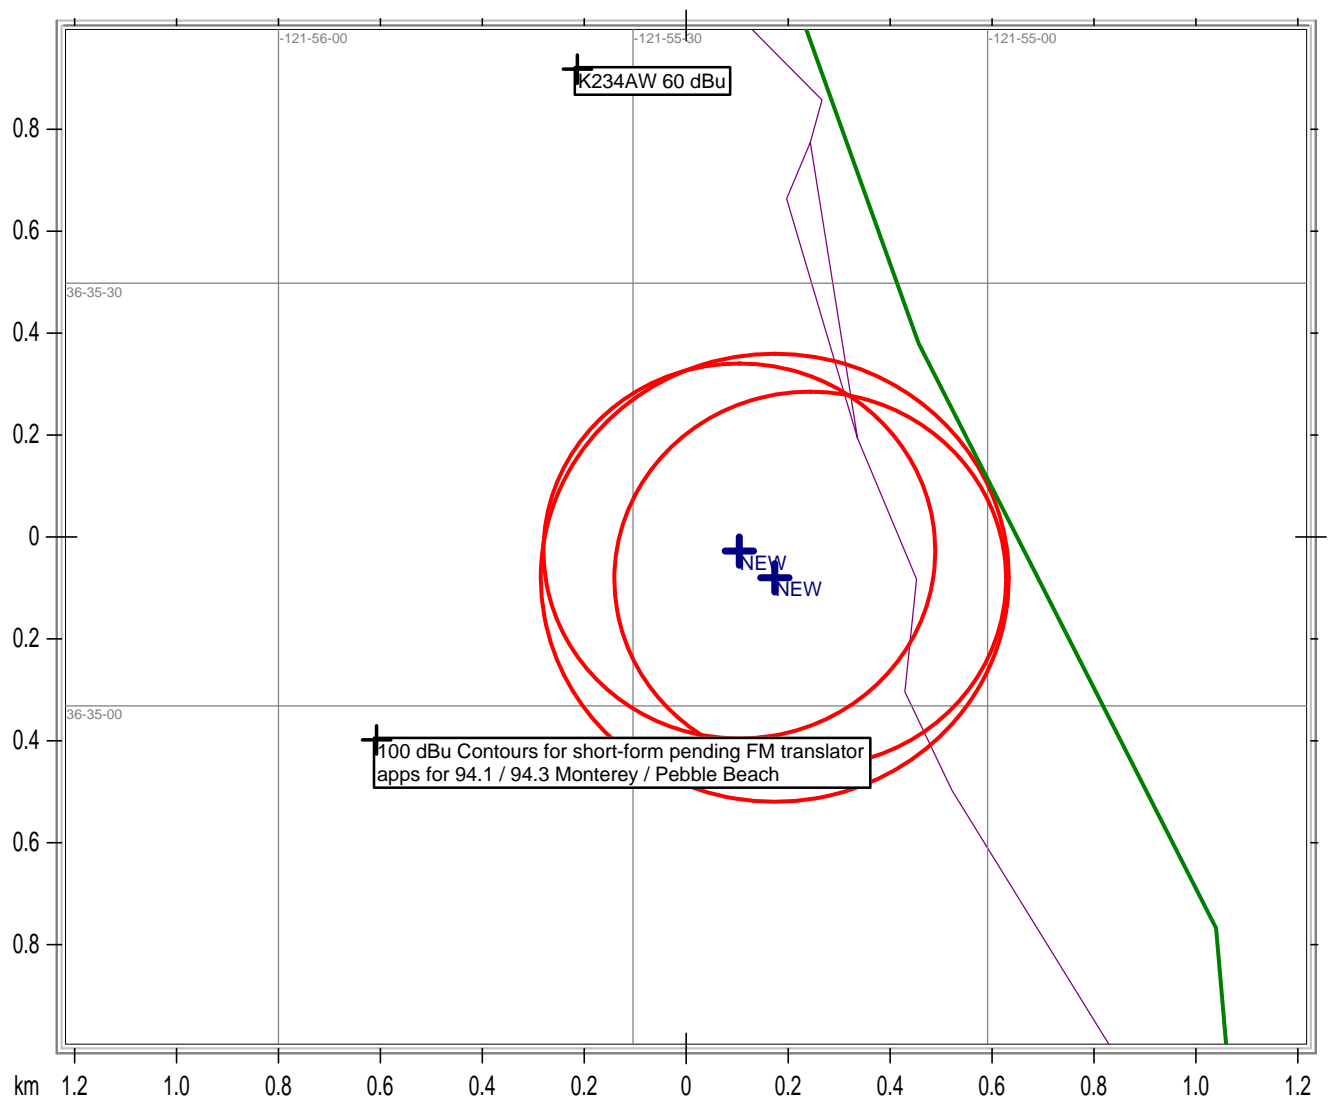 -121-56-00
-121-55-30
-121-55-00
K234AW 60 dBu
0.8
0.6
36-35-30
0.4
0.2
0
NEW
NEW
0.2
36-35-00
0.4
100 dBu Contours for short-form pending FM translator
apps for 94.1 / 94.3 Monterey / Pebble Beach
0.6
0.8
km 1.2 1.0 0.8 0.6 0.4 0.2 0 0.2 0.4 0.6 0.8 1.0 1.2